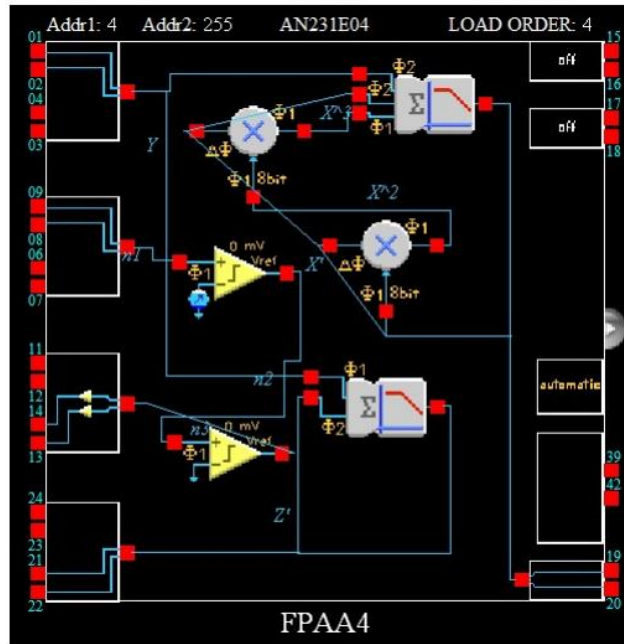 Addr1: 4 Addr2: 255 AN231E04 LOAD ORDER: 4
01 15
off
16
02 Φ2 17
04 Φ2
Φ1 X^3 off
03 Y Φ1 18
ΔΦ
Φ1 8bit
09 X^2
Φ1
08 0 mV
06 n1 Vref X' ΔΦ
Φ1 Φ1 8bit
07
11
12 n2 Φ1 automatic
14
n3 0 mV
13 Φ1 Vref Φ2 39
42
24 Z'
23
21 19
22 20
FPAA4